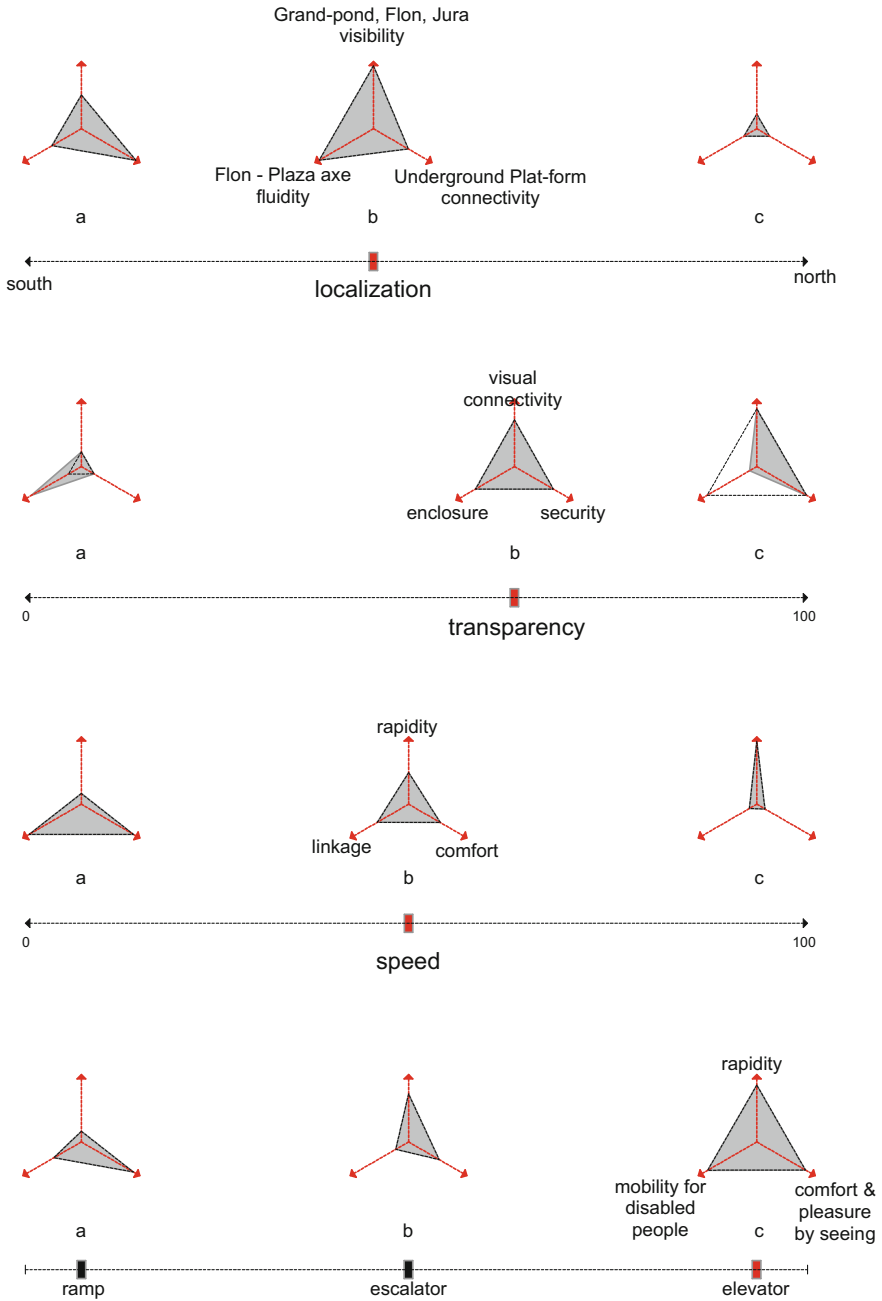 Grand-pond, Flon, Jura
visibility
Flon - Plaza axe
fluidity
Underground Plat-form
connectivity
a
b
c
south
localization
north
visual
connectivity
enclosure
security
a
b
c
0
transparency
100
rapidity
linkage
comfort
a
b
c
0
speed
100
rapidity
mobility for
disabled
people
comfort &
pleasure
by seeing
a
b
c
ramp
escalator
elevator